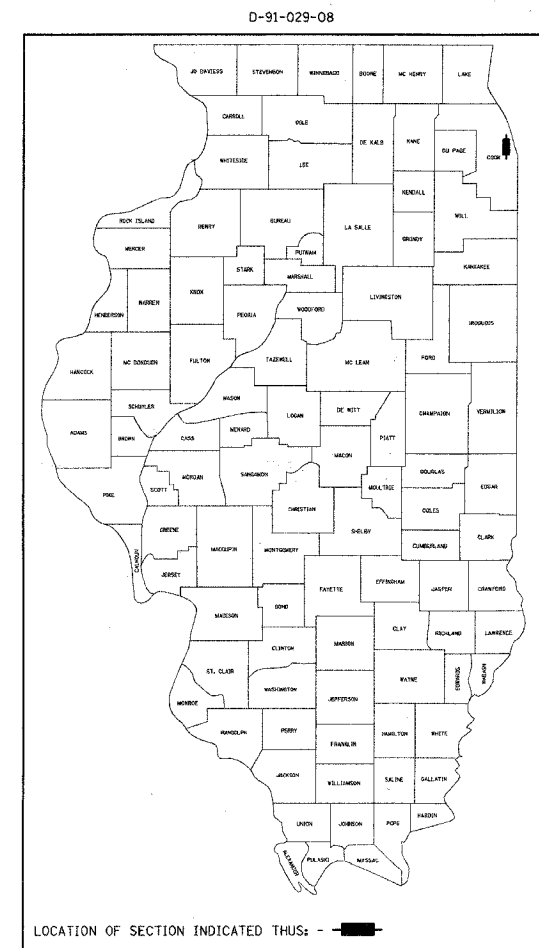 D-91-029-08
JO DAVIESS STEVENSON WINNEBAGO BOONE MC HENRY LAKE
CARROLL OGLE DE KALB KANE DU PAGE COOK
WHITESIDE LEE KENDALL WILL
ROCK ISLAND HENRY BUREAU LA SALLE GRUNDY
MERCER PUTNAM KANKAKEE
STARK MARSHALL
HENDERSON WARREN KNOX PEORIA WOODFORD LIVINGSTON IROQUOIS
HANCOCK MC DONOUGH FULTON TAZEWELL MC LEAN FORD
SCHUYLER MASON LOGAN DE WITT CHAMPAIGN VERMILION
ADAMS BROWN CASS MENARD MACON PIATT
PIKE SCOTT MORGAN SANGAMON MOULTRIE DOUGLAS EDGAR
CHRISTIAN COLES
CALHOUN GREENE MACOUPIN MONTGOMERY SHELBY CUMBERLAND CLARK
JERSEY FAYETTE EFFINGHAM JASPER CRAWFORD
MADISON BOND MARION CLAY RICHLAND LAWRENCE
CLINTON
ST. CLAIR WAYNE EDWARDS WABASH
WASHINGTON JEFFERSON
MONROE
RANDOLPH PERRY FRANKLIN HAMILTON WHITE
JACKSON WILLIAMSON SALINE GALLATIN
UNION JOHNSON POPE HARDIN
ALEXANDER PULASKI MASSAC
LOCATION OF SECTION INDICATED THUS: -